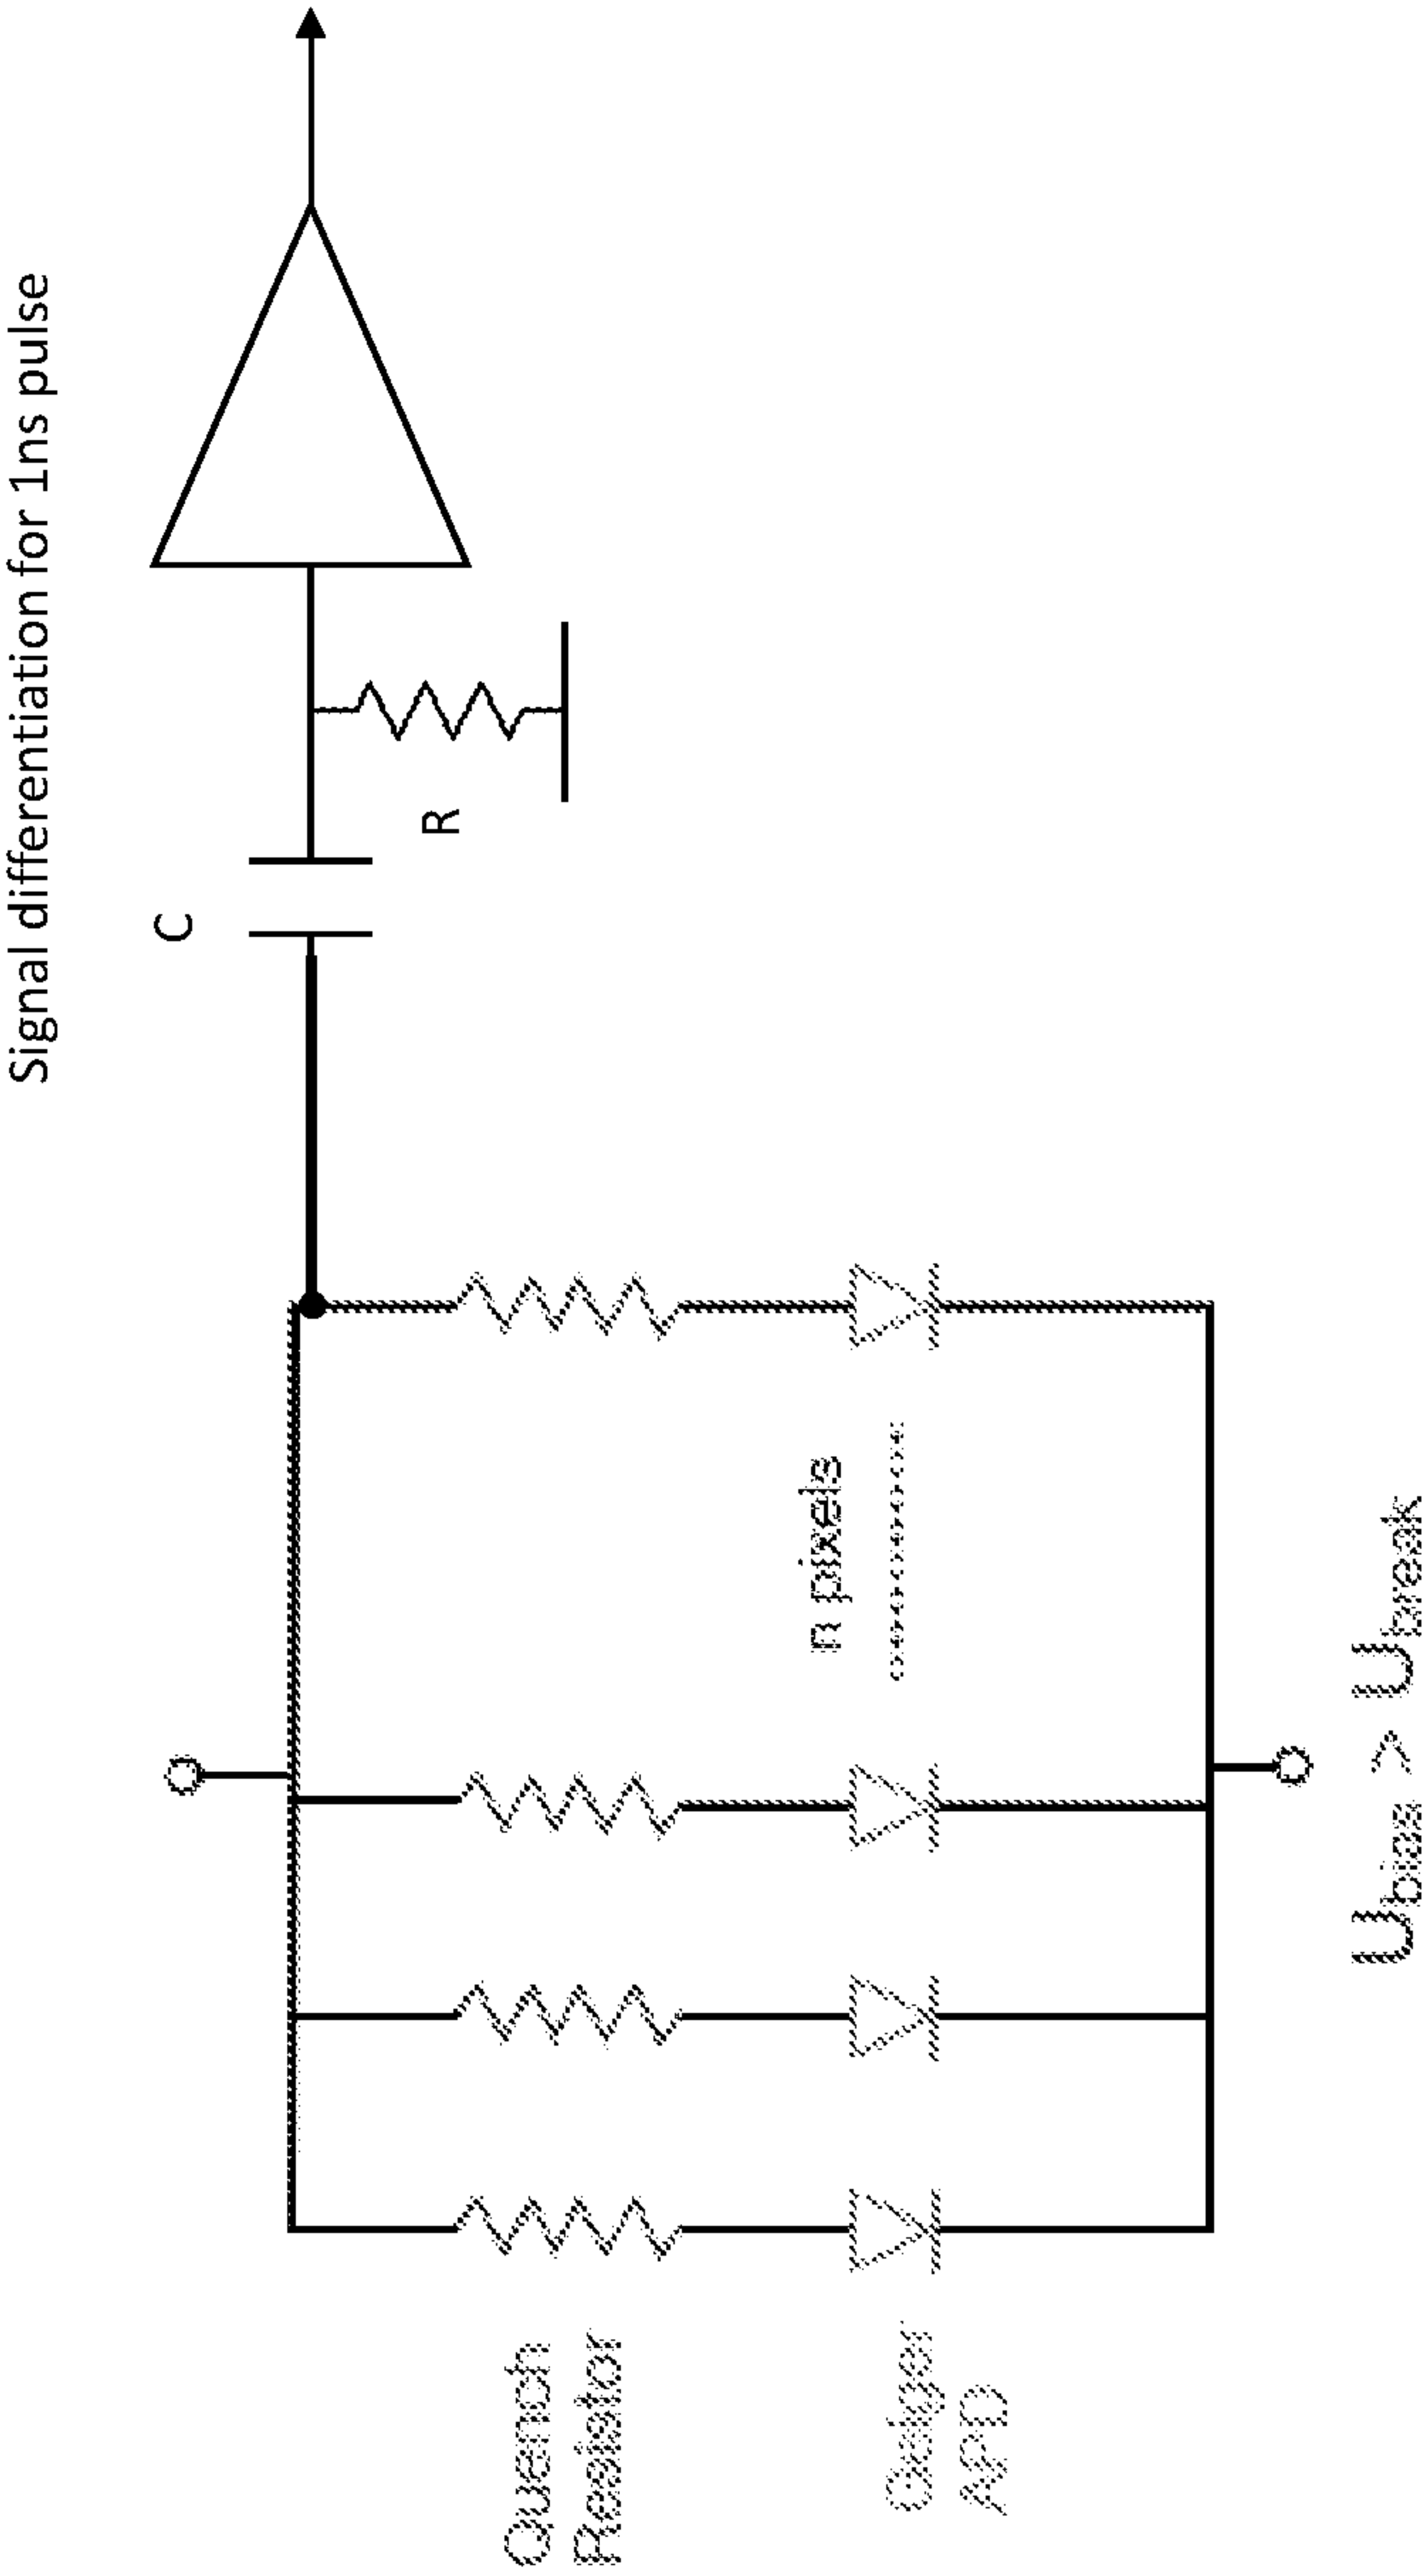 Signal differentiation for 1ns pulse
C
R
n pixels
Quench
Resistor
Geiger
APD
Ubias > Ubreak